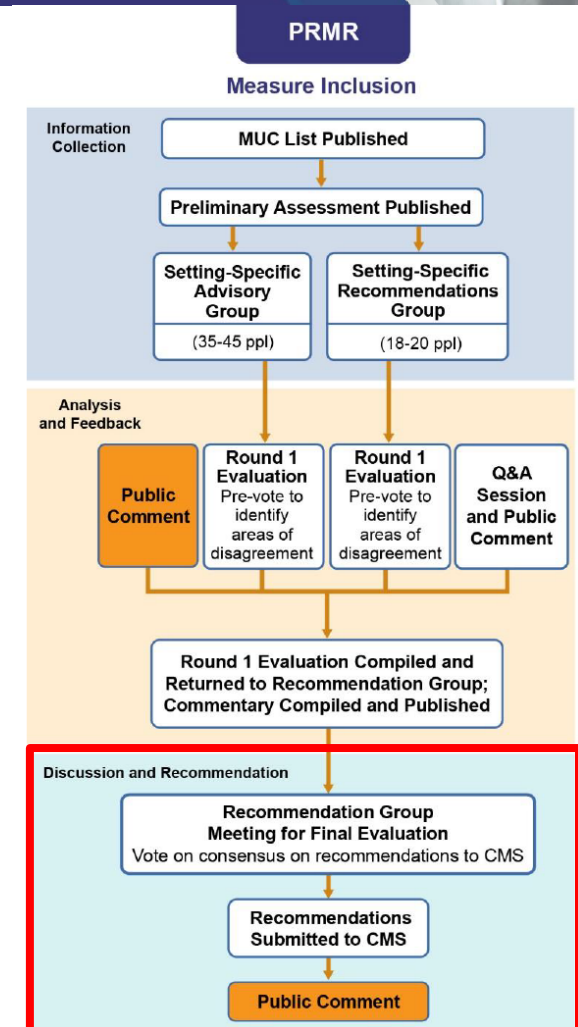 PRMR
Measure Inclusion
Information
Collection
MUC List Published
Preliminary Assessment Published
Setting-Specific
Advisory
Group
(35-45 ppl)
Setting-Specific
Recommendations
Group
(18-20 ppl)
Analysis
and Feedback
Public
Comment
Round 1
Evaluation
Pre-vote to
identify
areas of
disagreement
Round 1
Evaluation
Pre-vote to
identify
areas of
disagreement
Q&A
Session
and Public
Comment
Round 1 Evaluation Compiled and
Returned to Recommendation Group;
Commentary Compiled and Published
Discussion and Recommendation
Recommendation Group
Meeting for Final Evaluation
Vote on consensus on recommendations to CMS
Recommendations
Submitted to CMS
Public Comment